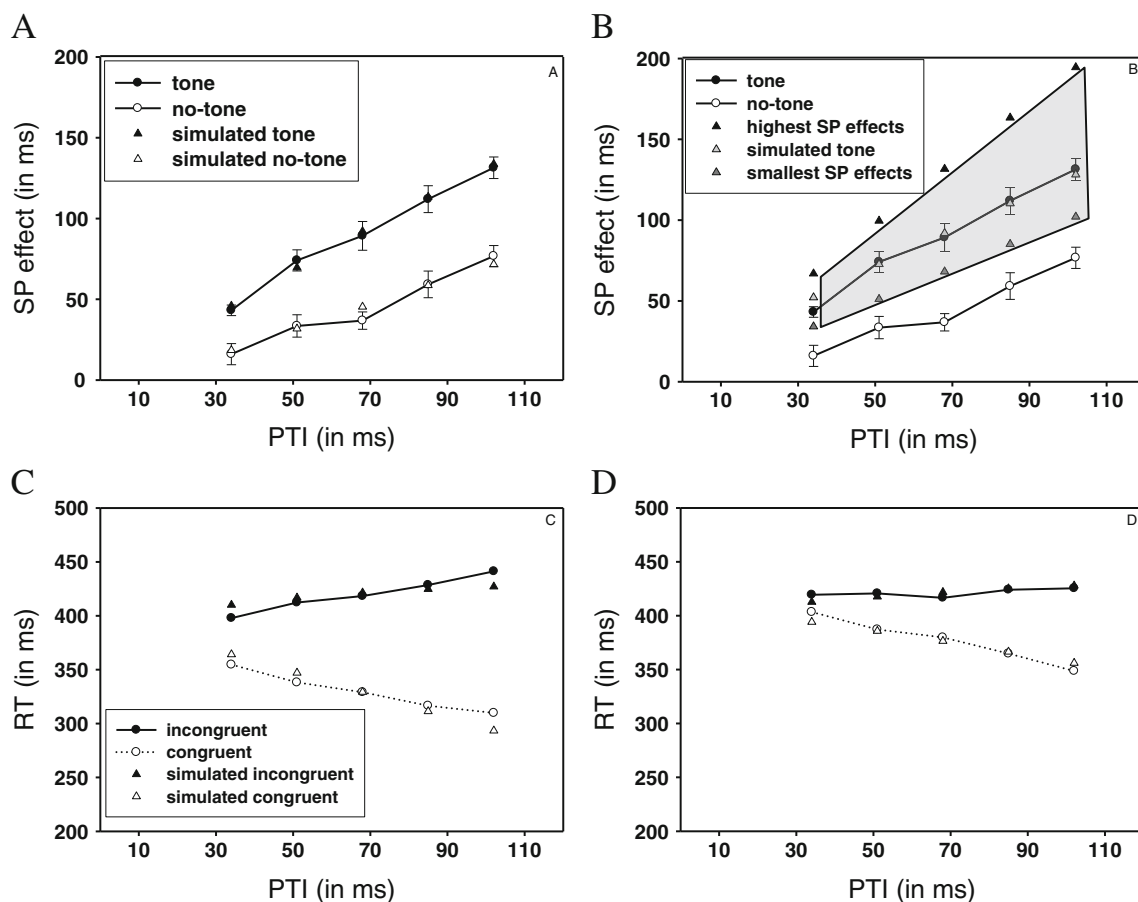 A
200
150
100
50
0
SP effect (in ms)
A
tone
no-tone
simulated tone
simulated no-tone
10 30 50 70 90 110
PTI (in ms)
B
200
150
100
50
0
SP effect (in ms)
B
tone
no-tone
highest SP effects
simulated tone
smallest SP effects
10 30 50 70 90 110
PTI (in ms)
C
500
450
400
350
300
250
200
RT (in ms)
C
incongruent
congruent
simulated incongruent
simulated congruent
10 30 50 70 90 110
PTI (in ms)
D
500
450
400
350
300
250
200
RT (in ms)
D
10 30 50 70 90 110
PTI (in ms)